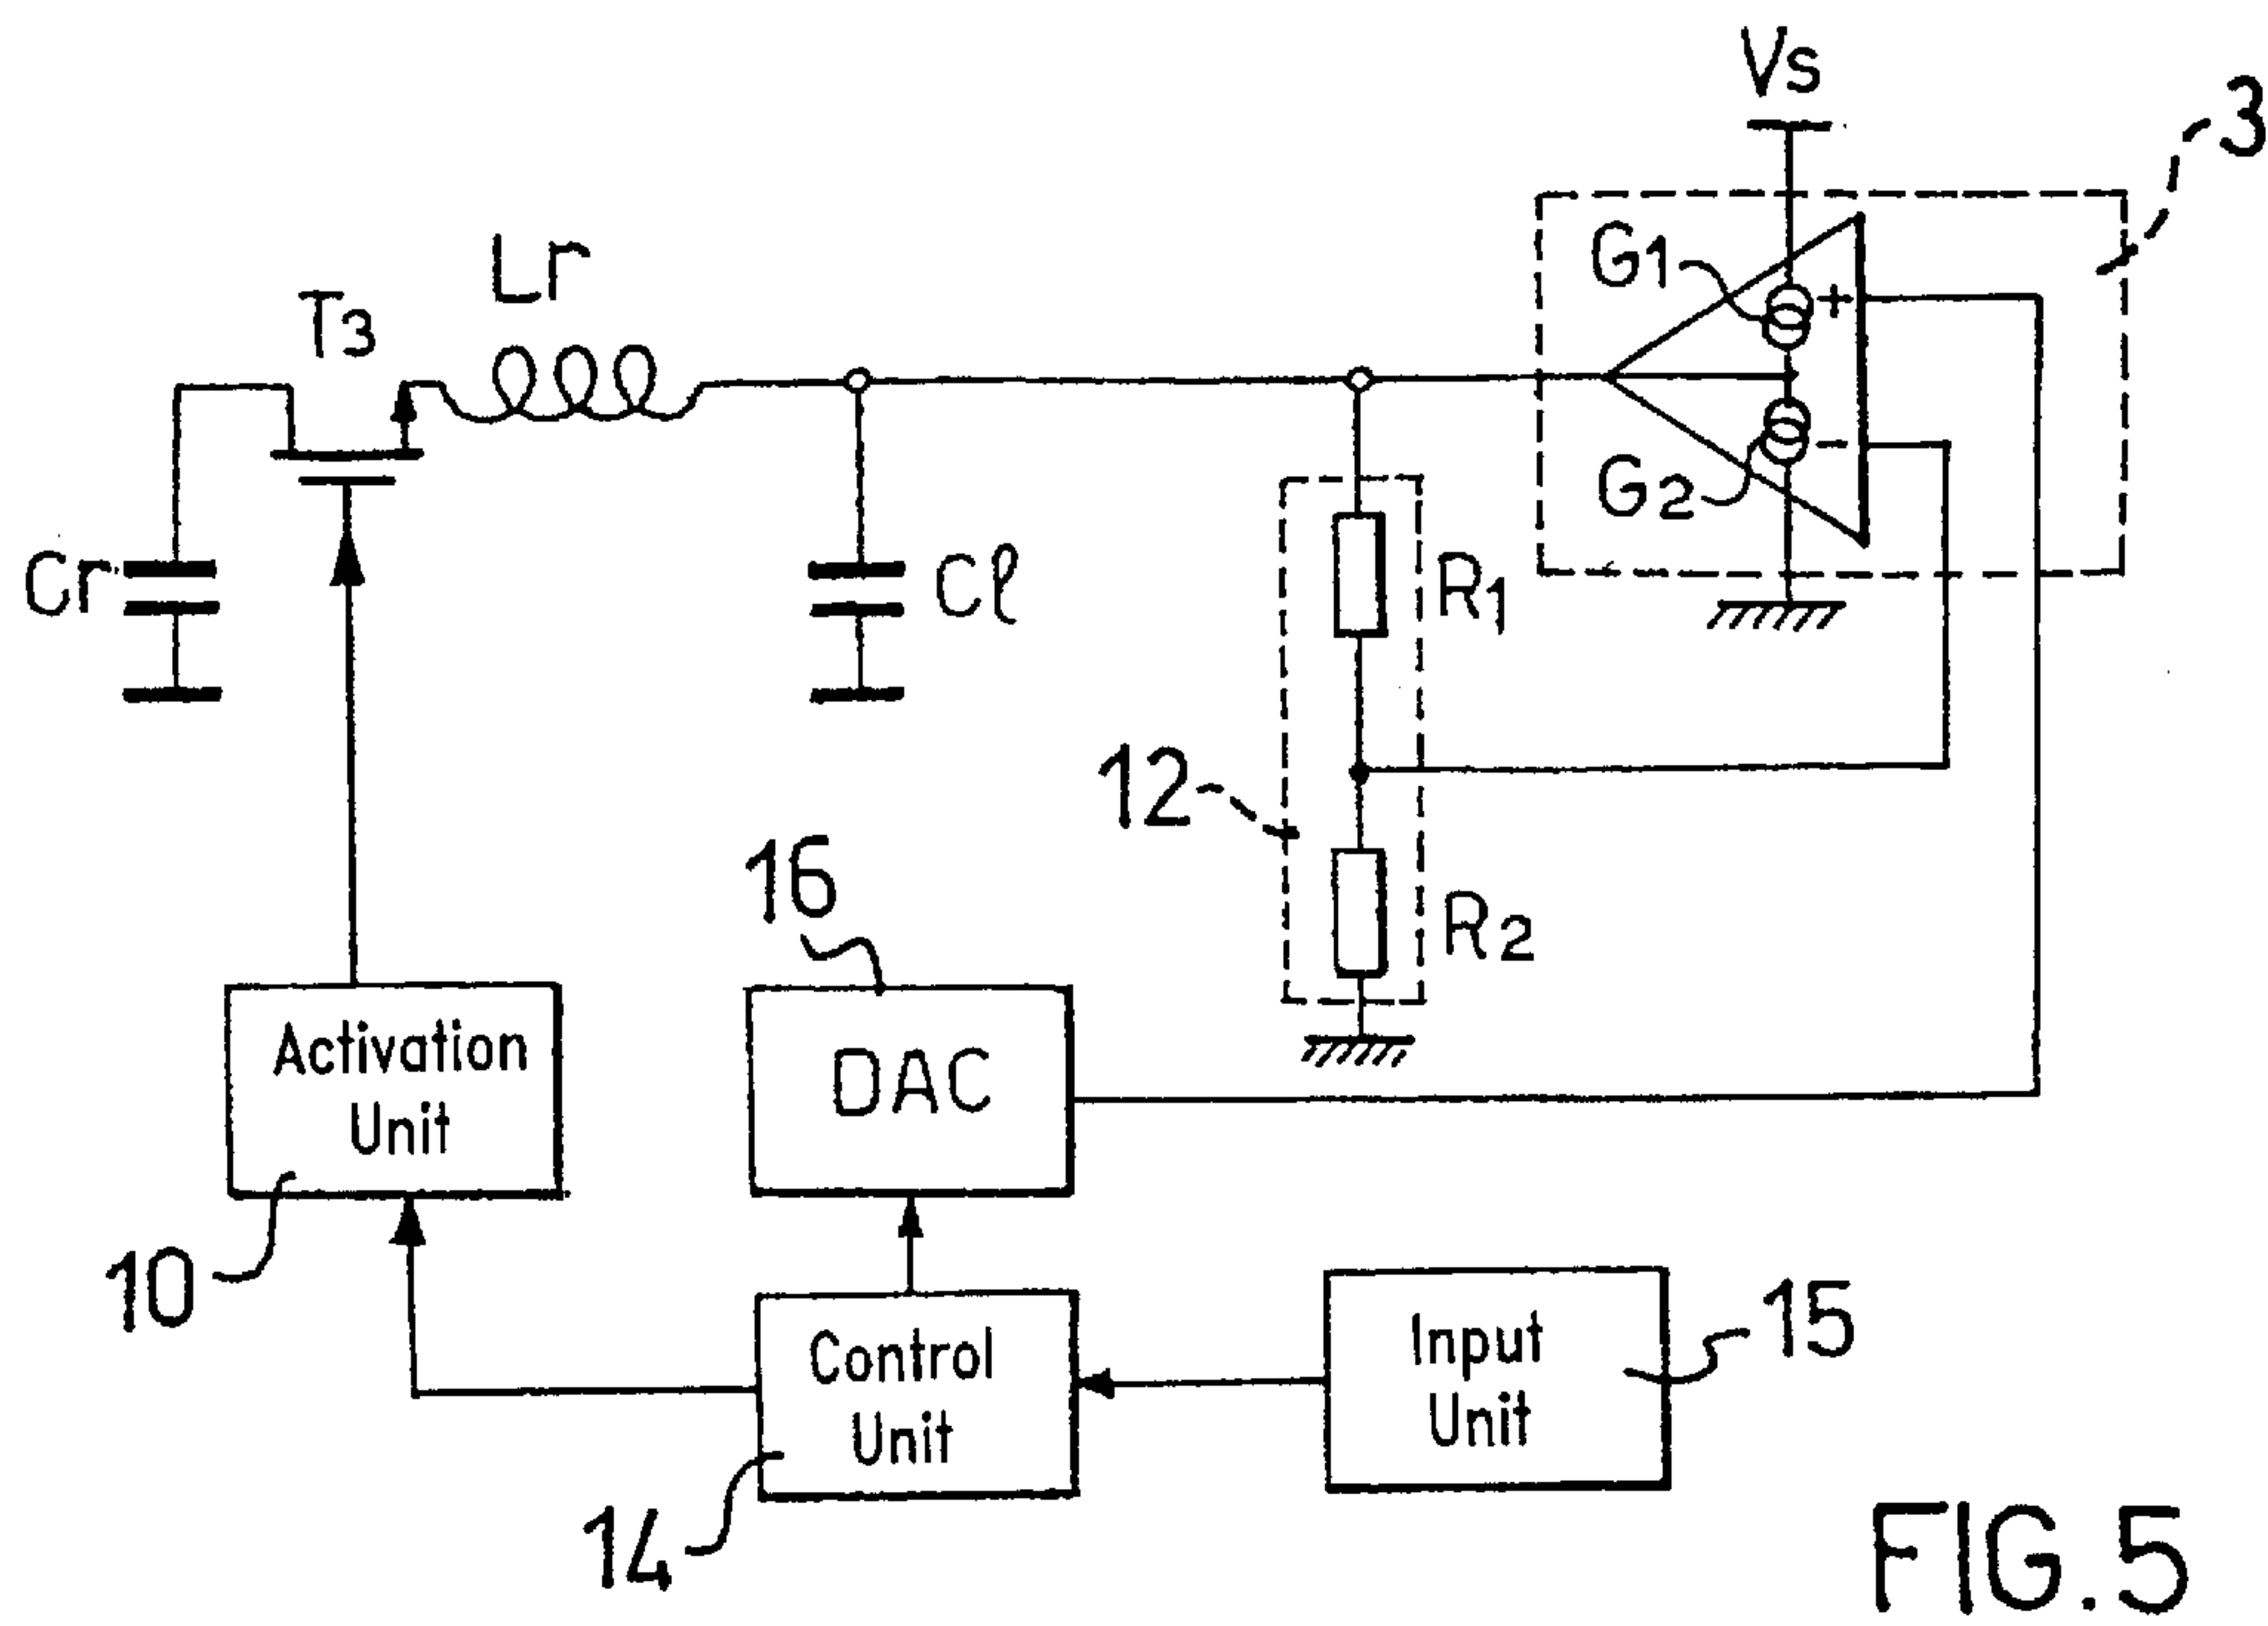 Vs
3
G1
+
Lr
T3
G2
-
Cr
Cℓ
R1
12
16
R2
Activation
Unit
DAC
10
Control
Unit
Input
Unit
15
14
FIG.5